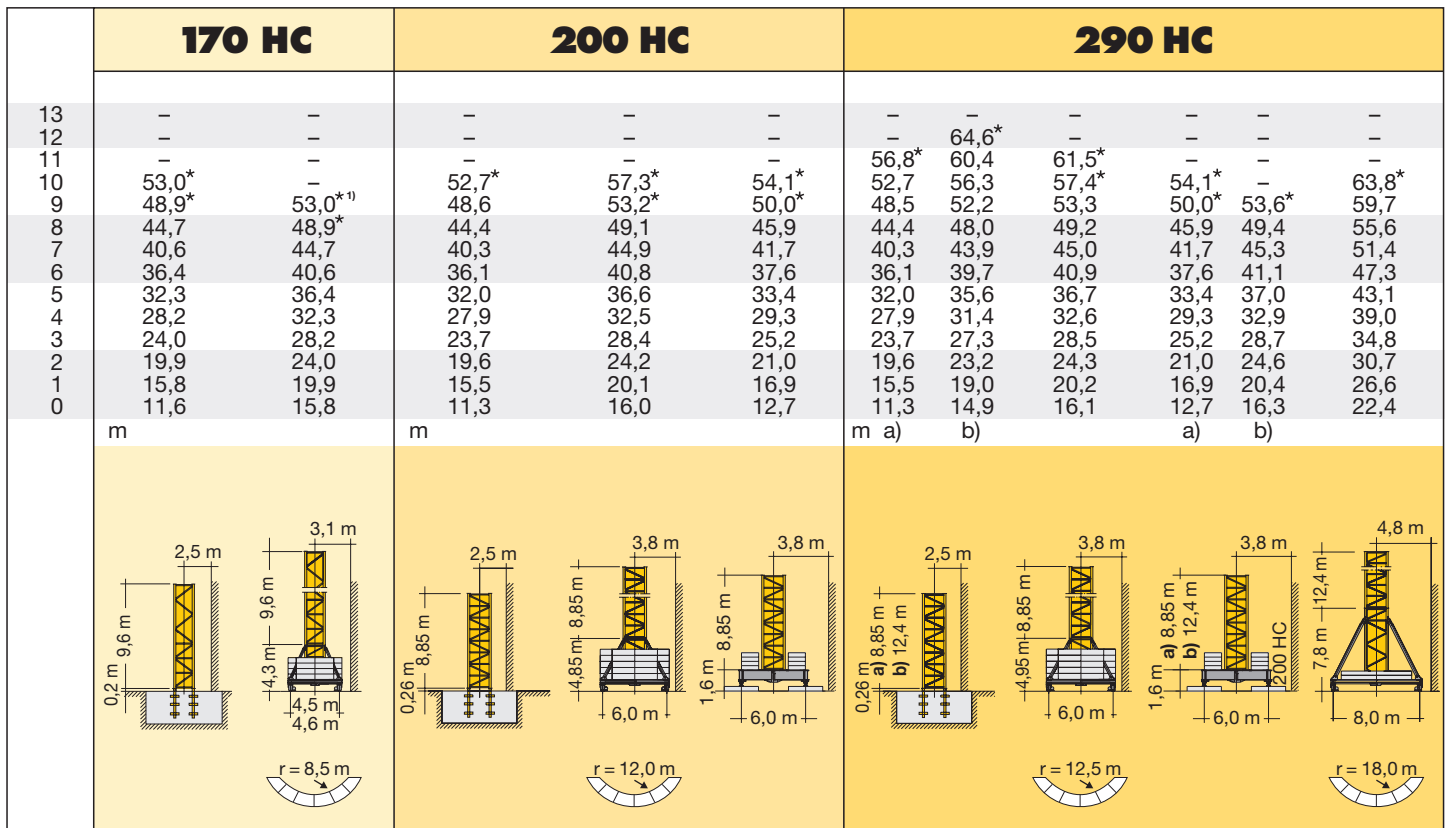 170 HC 200 HC 290 HC
13 – – – – – – – – – – –
12 – – – – – – 64,6* – – – –
11 – – – – – 56,8* 60,4 61,5* – – –
10 53,0* – 52,7* 57,3* 54,1* 52,7 56,3 57,4* 54,1* – 63,8*
9 48,9* 53,0*¹⁾ 48,6 53,2* 50,0* 48,5 52,2 53,3 50,0* 53,6* 59,7
8 44,7 48,9* 44,4 49,1 45,9 44,4 48,0 49,2 45,9 49,4 55,6
7 40,6 44,7 40,3 44,9 41,7 40,3 43,9 45,0 41,7 45,3 51,4
6 36,4 40,6 36,1 40,8 37,6 36,1 39,7 40,9 37,6 41,1 47,3
5 32,3 36,4 32,0 36,6 33,4 32,0 35,6 36,7 33,4 37,0 43,1
4 28,2 32,3 27,9 32,5 29,3 27,9 31,4 32,6 29,3 32,9 39,0
3 24,0 28,2 23,7 28,4 25,2 23,7 27,3 28,5 25,2 28,7 34,8
2 19,9 24,0 19,6 24,2 21,0 19,6 23,2 24,3 21,0 24,6 30,7
1 15,8 19,9 15,5 20,1 16,9 15,5 19,0 20,2 16,9 20,4 26,6
0 11,6 15,8 11,3 16,0 12,7 11,3 14,9 16,1 12,7 16,3 22,4
m m m a) b) a) b)
2,5 m
9,6 m
0,2 m
3,1 m
9,6 m
4,3 m
4,5 m
4,6 m
r = 8,5 m
2,5 m
8,85 m
0,26 m
3,8 m
8,85 m
4,85 m
6,0 m
r = 12,0 m
3,8 m
8,85 m
1,6 m
6,0 m
2,5 m
a) 8,85 m
b) 12,4 m
0,26 m
3,8 m
8,85 m
4,95 m
6,0 m
r = 12,5 m
3,8 m
a) 8,85 m
b) 12,4 m
1,6 m
200 HC
6,0 m
4,8 m
12,4 m
7,8 m
8,0 m
r = 18,0 m